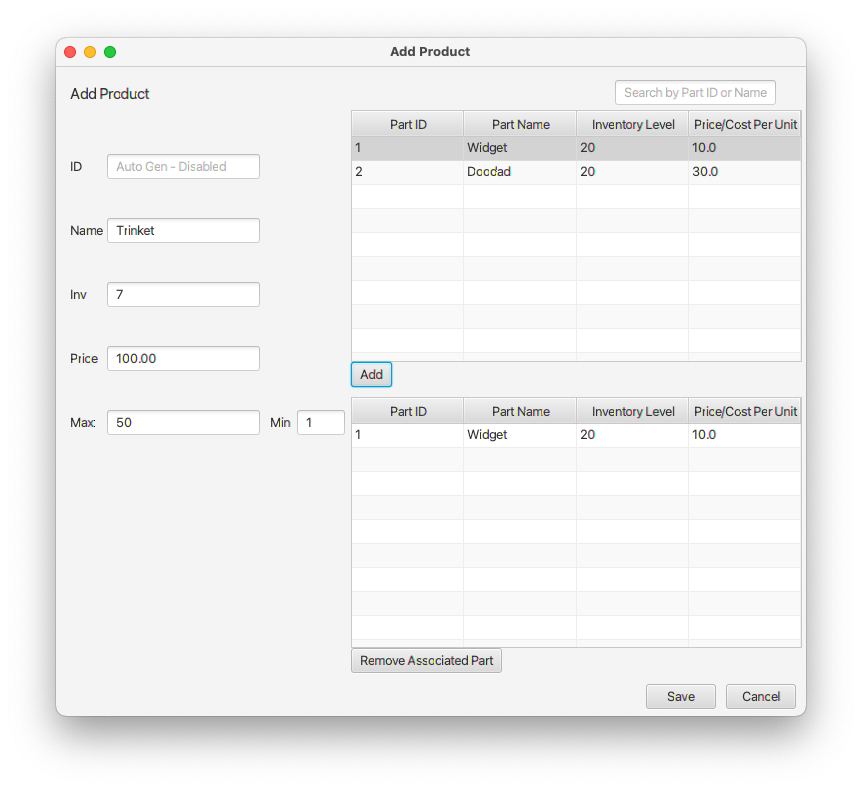 Add Product
Add Product
Search by Part ID or Name
Part ID Part Name Inventory Level Price/Cost Per Unit
1 Widget 20 10.0
2 Doodad 20 30.0
ID Auto Gen - Disabled
Name Trinket
Inv 7
Price 100.00
Max: 50 Min 1
Add
Part ID Part Name Inventory Level Price/Cost Per Unit
1 Widget 20 10.0
Remove Associated Part
Save Cancel